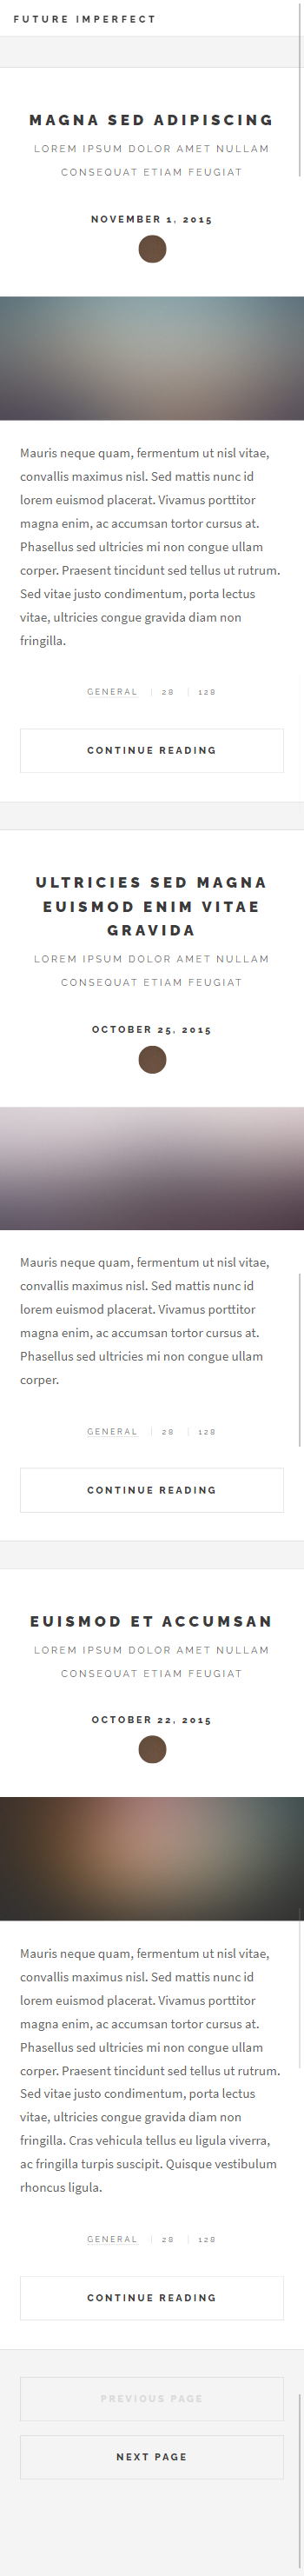 FUTURE IMPERFECT
MAGNA SED ADIPISCING
LOREM IPSUM DOLOR AMET NULLAM
CONSEQUAT ETIAM FEUGIAT
NOVEMBER 1, 2015
Mauris neque quam, fermentum ut nisl vitae,
convallis maximus nisl. Sed mattis nunc id
lorem euismod placerat. Vivamus porttitor
magna enim, ac accumsan tortor cursus at.
Phasellus sed ultricies mi non congue ullam
corper. Praesent tincidunt sed tellus ut rutrum.
Sed vitae justo condimentum, porta lectus
vitae, ultricies congue gravida diam non
fringilla.
GENERAL 28 128
CONTINUE READING
ULTRICIES SED MAGNA
EUISMOD ENIM VITAE
GRAVIDA
LOREM IPSUM DOLOR AMET NULLAM
CONSEQUAT ETIAM FEUGIAT
OCTOBER 25, 2015
Mauris neque quam, fermentum ut nisl vitae,
convallis maximus nisl. Sed mattis nunc id
lorem euismod placerat. Vivamus porttitor
magna enim, ac accumsan tortor cursus at.
Phasellus sed ultricies mi non congue ullam
corper.
GENERAL 28 128
CONTINUE READING
EUISMOD ET ACCUMSAN
LOREM IPSUM DOLOR AMET NULLAM
CONSEQUAT ETIAM FEUGIAT
OCTOBER 22, 2015
Mauris neque quam, fermentum ut nisl vitae,
convallis maximus nisl. Sed mattis nunc id
lorem euismod placerat. Vivamus porttitor
magna enim, ac accumsan tortor cursus at.
Phasellus sed ultricies mi non congue ullam
corper. Praesent tincidunt sed tellus ut rutrum.
Sed vitae justo condimentum, porta lectus
vitae, ultricies congue gravida diam non
fringilla. Cras vehicula tellus eu ligula viverra,
ac fringilla turpis suscipit. Quisque vestibulum
rhoncus ligula.
GENERAL 28 128
CONTINUE READING
PREVIOUS PAGE
NEXT PAGE